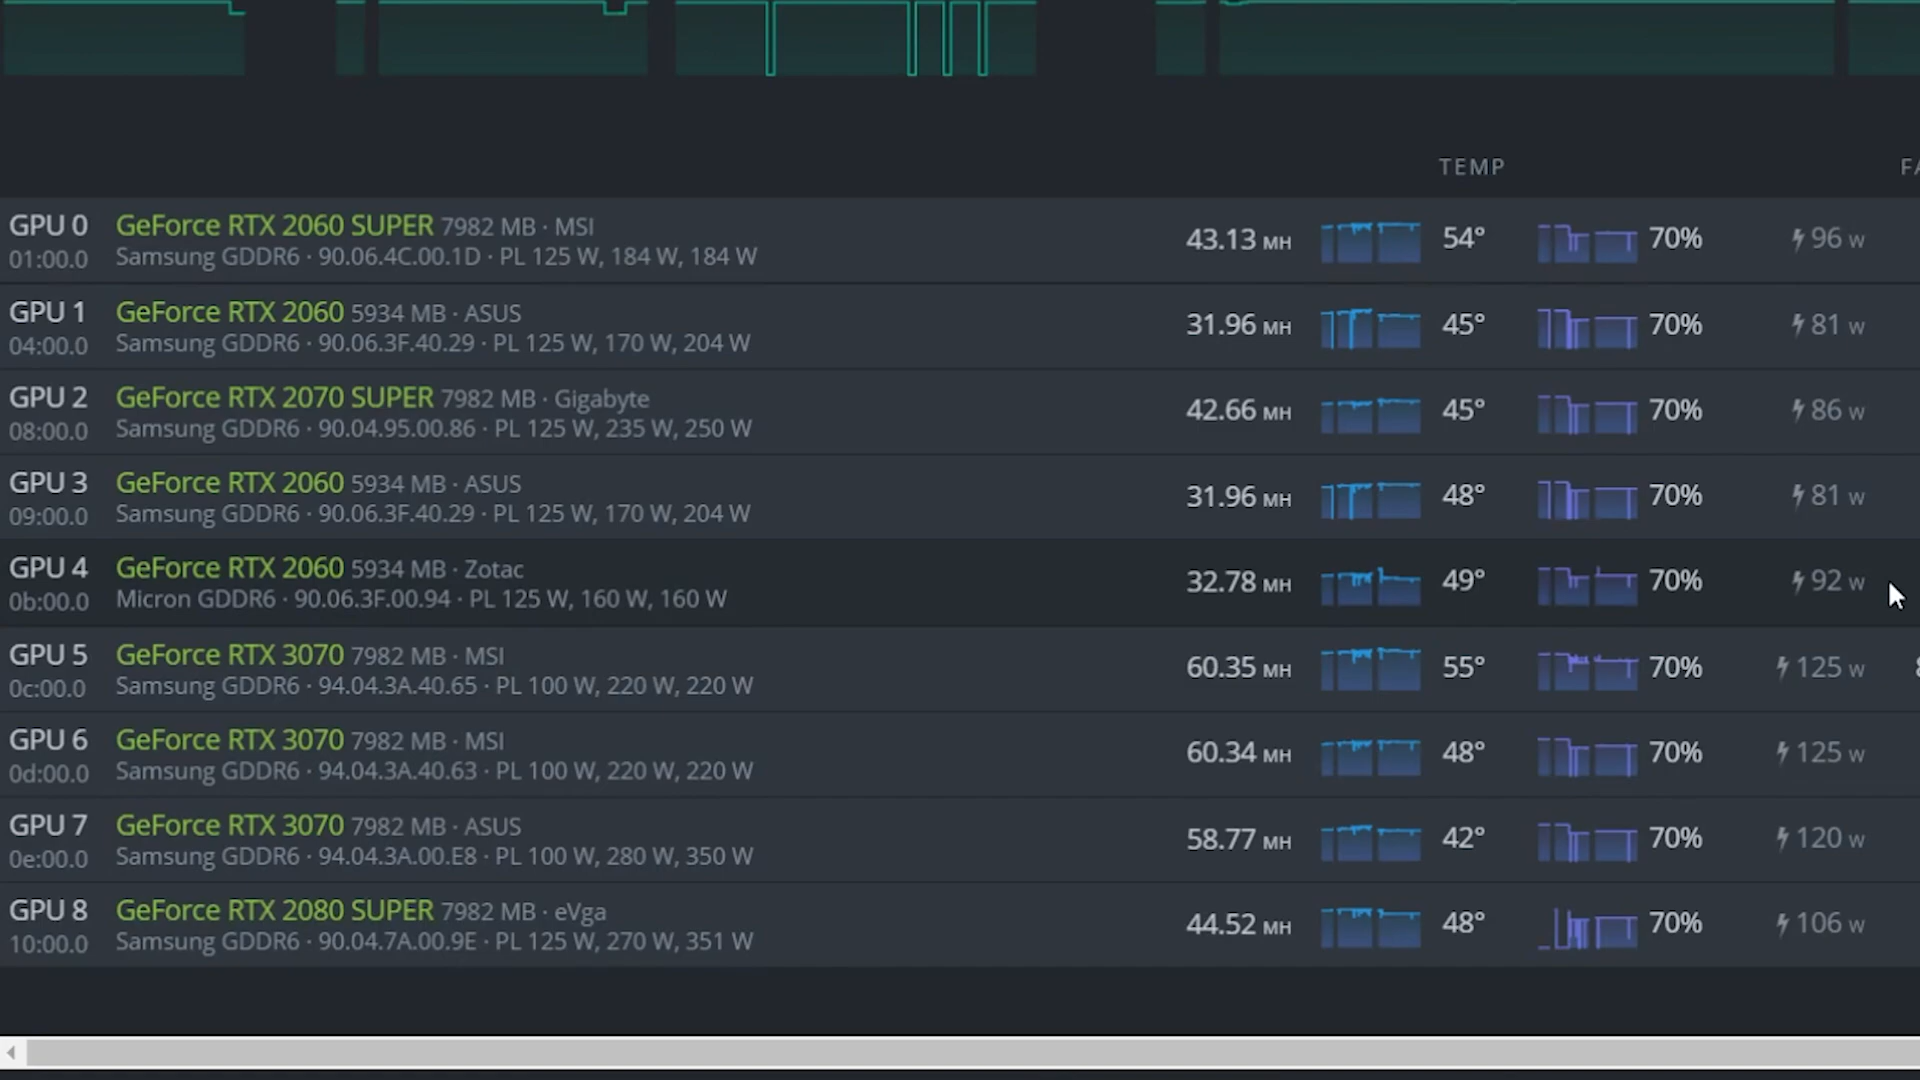 TEMP
GPU 0 GeForce RTX 2060 SUPER 7982 MB · MSI 43.13 MH 54° 70% 96 W
01:00.0 Samsung GDDR6 · 90.06.4C.00.1D · PL 125 W, 184 W, 184 W
GPU 1 GeForce RTX 2060 5934 MB · ASUS 31.96 MH 45° 70% 81 W
04:00.0 Samsung GDDR6 · 90.06.3F.40.29 · PL 125 W, 170 W, 204 W
GPU 2 GeForce RTX 2070 SUPER 7982 MB · Gigabyte 42.66 MH 45° 70% 86 W
08:00.0 Samsung GDDR6 · 90.04.95.00.86 · PL 125 W, 235 W, 250 W
GPU 3 GeForce RTX 2060 5934 MB · ASUS 31.96 MH 48° 70% 81 W
09:00.0 Samsung GDDR6 · 90.06.3F.40.29 · PL 125 W, 170 W, 204 W
GPU 4 GeForce RTX 2060 5934 MB · Zotac 32.78 MH 49° 70% 92 W
0b:00.0 Micron GDDR6 · 90.06.3F.00.94 · PL 125 W, 160 W, 160 W
GPU 5 GeForce RTX 3070 7982 MB · MSI 60.35 MH 55° 70% 125 W
0c:00.0 Samsung GDDR6 · 94.04.3A.40.65 · PL 100 W, 220 W, 220 W
GPU 6 GeForce RTX 3070 7982 MB · MSI 60.34 MH 48° 70% 125 W
0d:00.0 Samsung GDDR6 · 94.04.3A.40.63 · PL 100 W, 220 W, 220 W
GPU 7 GeForce RTX 3070 7982 MB · ASUS 58.77 MH 42° 70% 120 W
0e:00.0 Samsung GDDR6 · 94.04.3A.00.E8 · PL 100 W, 280 W, 350 W
GPU 8 GeForce RTX 2080 SUPER 7982 MB · eVga 44.52 MH 48° 70% 106 W
10:00.0 Samsung GDDR6 · 90.04.7A.00.9E · PL 125 W, 270 W, 351 W